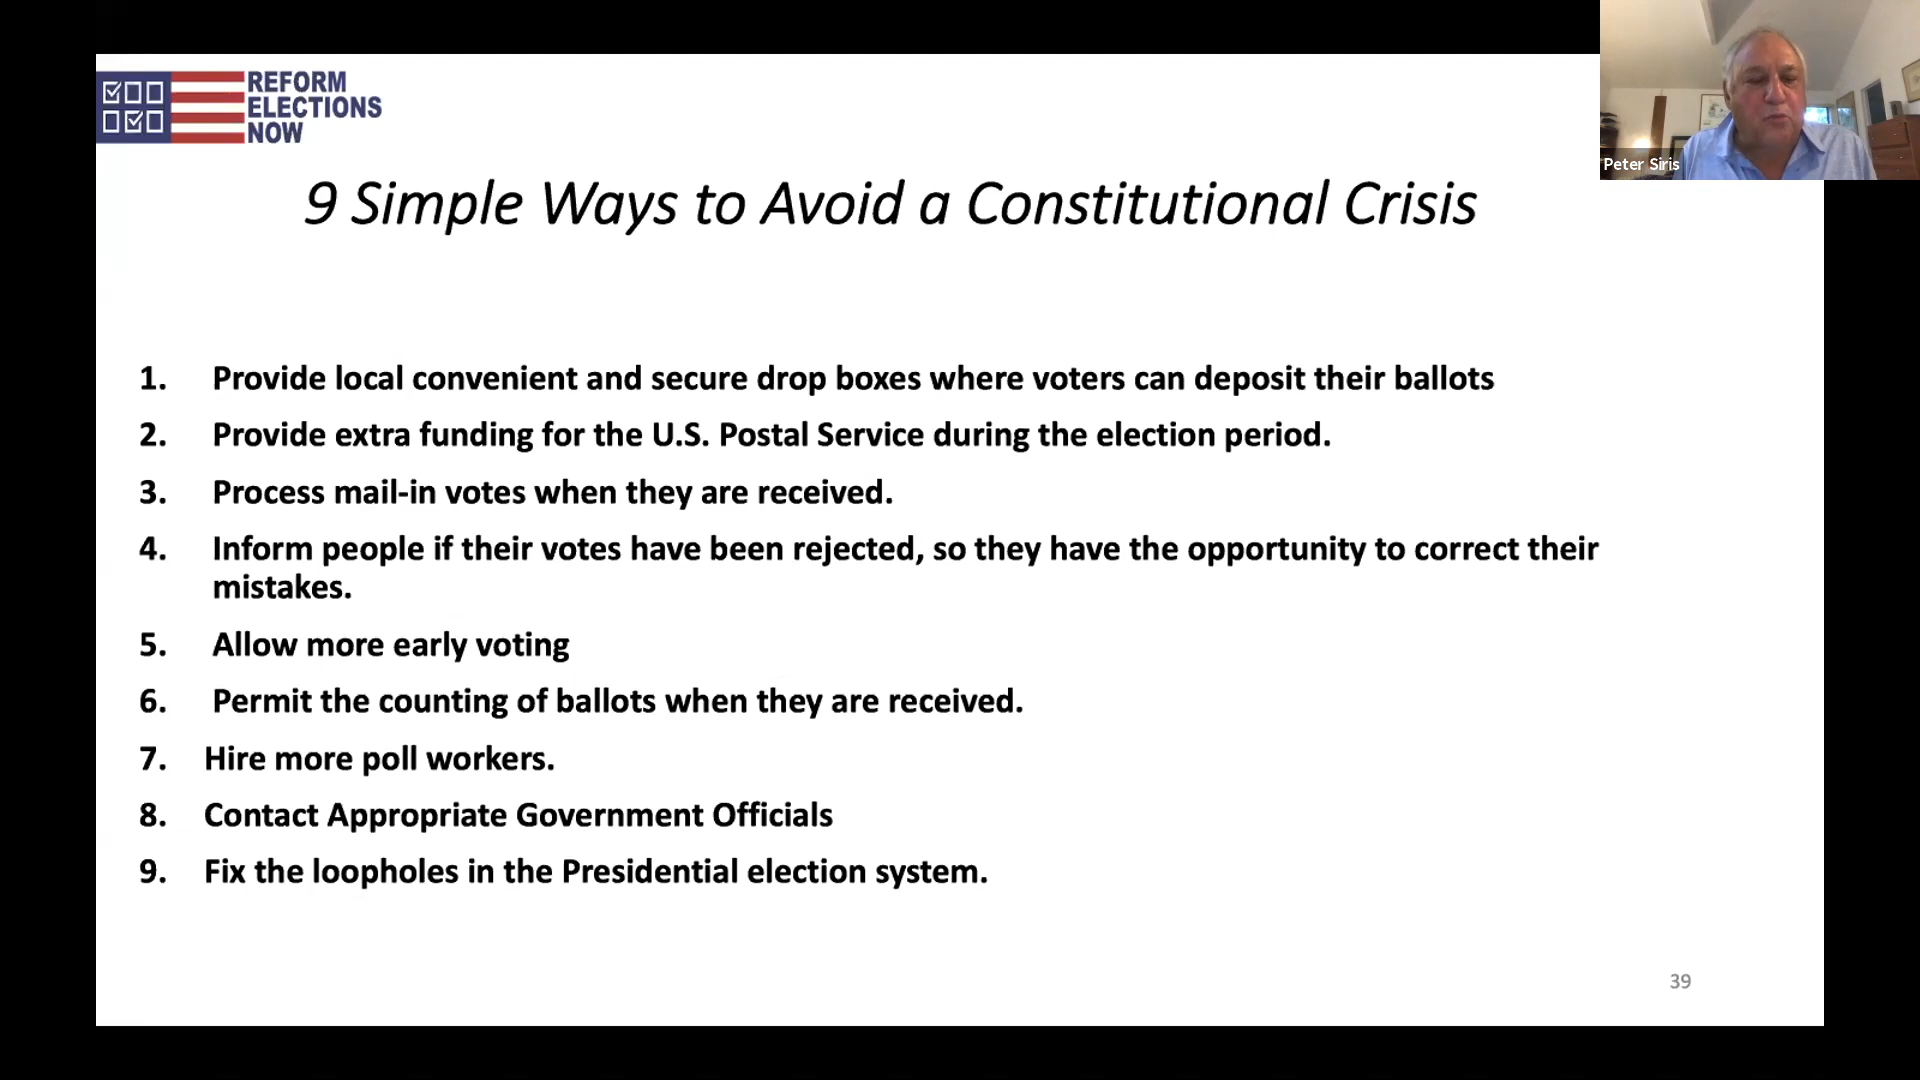 REFORM
ELECTIONS
NOW
Peter Siris
9 Simple Ways to Avoid a Constitutional Crisis
1. Provide local convenient and secure drop boxes where voters can deposit their ballots
2. Provide extra funding for the U.S. Postal Service during the election period.
3. Process mail-in votes when they are received.
4. Inform people if their votes have been rejected, so they have the opportunity to correct their
mistakes.
5. Allow more early voting
6. Permit the counting of ballots when they are received.
7. Hire more poll workers.
8. Contact Appropriate Government Officials
9. Fix the loopholes in the Presidential election system.
39